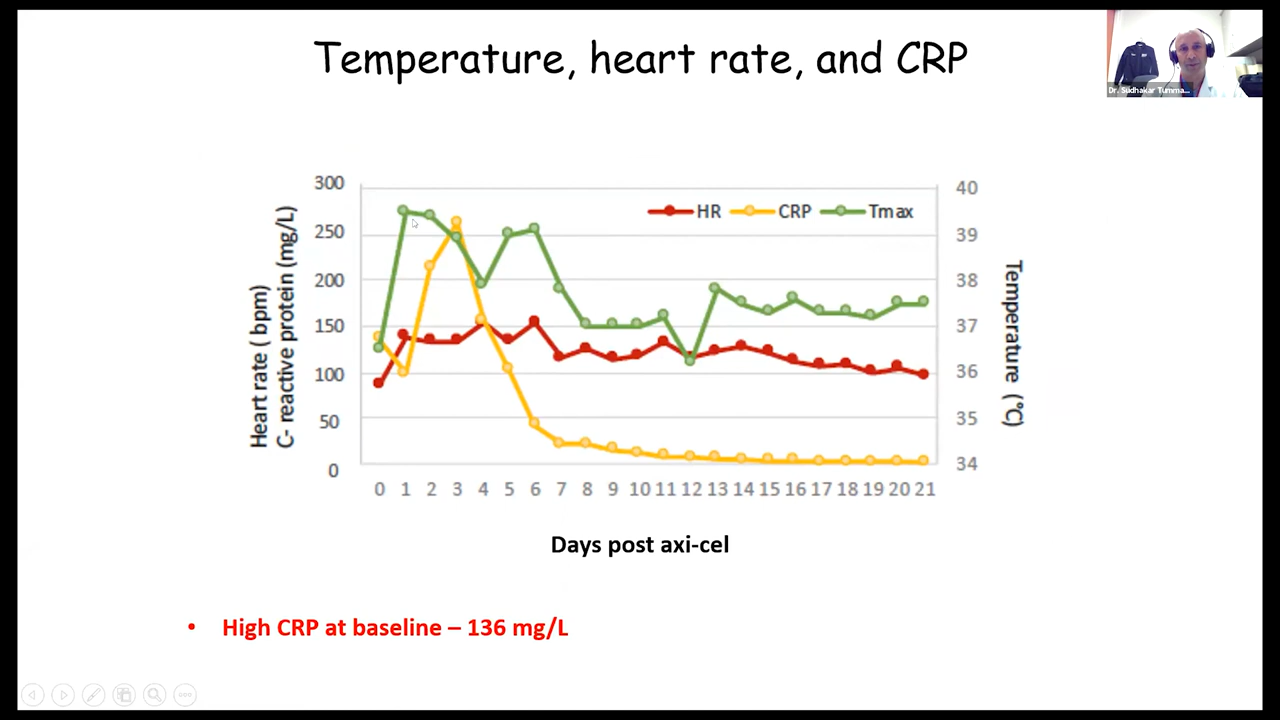 Temperature, heart rate, and CRP
Dr. Sudhakar Tumma...
300
250
200
150
100
50
0
Heart rate ( bpm)
C- reactive protein (mg/L)
HR
CRP
Tmax
40
39
38
37
36
35
34
Temperature (°C)
0 1 2 3 4 5 6 7 8 9 10 11 12 13 14 15 16 17 18 19 20 21
Days post axi-cel
• High CRP at baseline – 136 mg/L